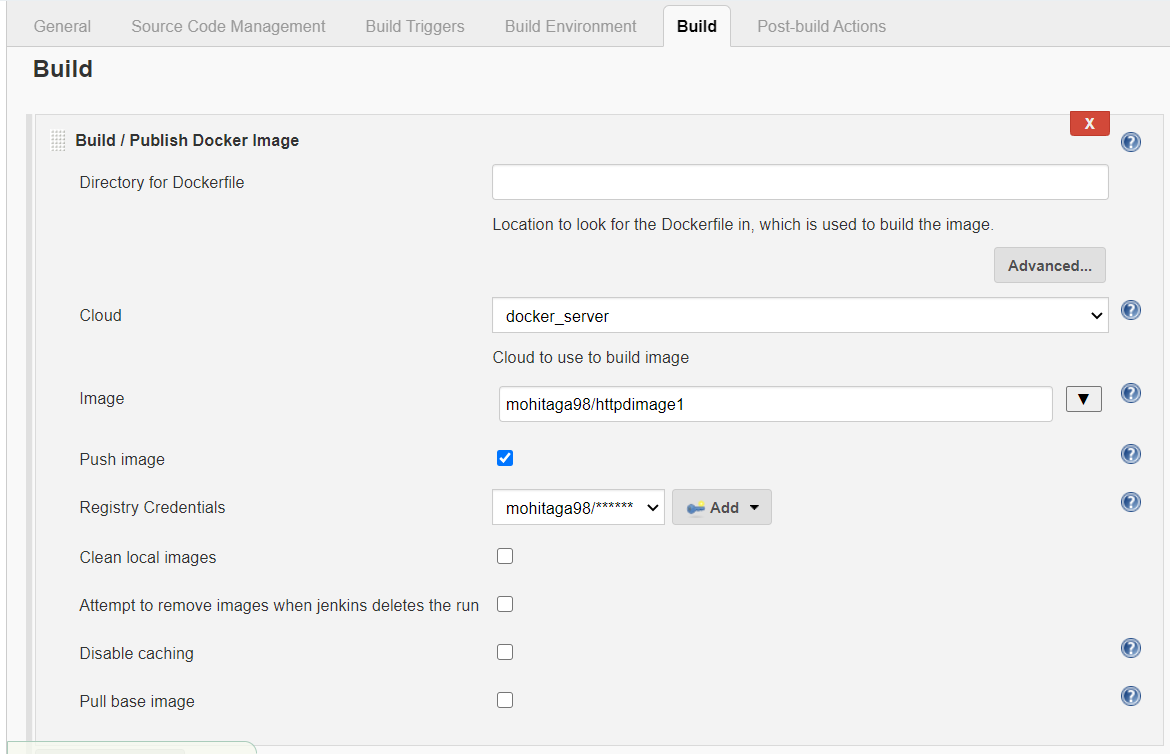 General Source Code Management Build Triggers Build Environment Build Post-build Actions
Build
Build / Publish Docker Image
X
?
Directory for Dockerfile
Location to look for the Dockerfile in, which is used to build the image.
Advanced...
Cloud docker_server ?
Cloud to use to build image
Image mohitaga98/httpdimage1 ▼ ?
Push image ?
Registry Credentials mohitaga98/****** Add ?
Clean local images
Attempt to remove images when jenkins deletes the run
Disable caching ?
Pull base image ?